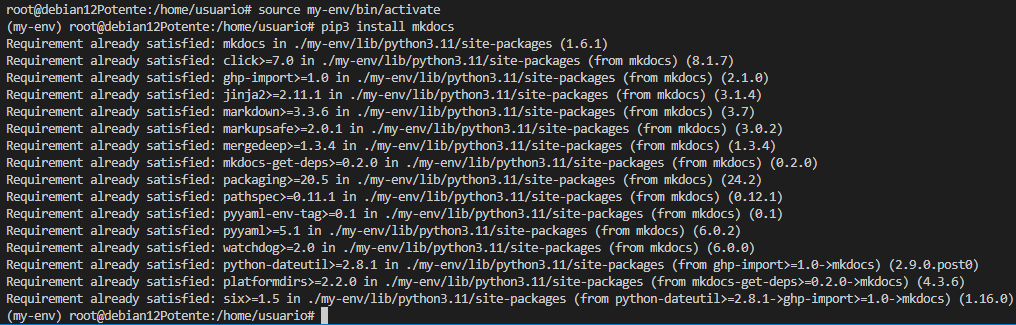 root@debian12Potente:/home/usuario# source my-env/bin/activate
(my-env) root@debian12Potente:/home/usuario# pip3 install mkdocs
Requirement already satisfied: mkdocs in ./my-env/lib/python3.11/site-packages (1.6.1)
Requirement already satisfied: click>=7.0 in ./my-env/lib/python3.11/site-packages (from mkdocs) (8.1.7)
Requirement already satisfied: ghp-import>=1.0 in ./my-env/lib/python3.11/site-packages (from mkdocs) (2.1.0)
Requirement already satisfied: jinja2>=2.11.1 in ./my-env/lib/python3.11/site-packages (from mkdocs) (3.1.4)
Requirement already satisfied: markdown>=3.3.6 in ./my-env/lib/python3.11/site-packages (from mkdocs) (3.7)
Requirement already satisfied: markupsafe>=2.0.1 in ./my-env/lib/python3.11/site-packages (from mkdocs) (3.0.2)
Requirement already satisfied: mergedeep>=1.3.4 in ./my-env/lib/python3.11/site-packages (from mkdocs) (1.3.4)
Requirement already satisfied: mkdocs-get-deps>=0.2.0 in ./my-env/lib/python3.11/site-packages (from mkdocs) (0.2.0)
Requirement already satisfied: packaging>=20.5 in ./my-env/lib/python3.11/site-packages (from mkdocs) (24.2)
Requirement already satisfied: pathspec>=0.11.1 in ./my-env/lib/python3.11/site-packages (from mkdocs) (0.12.1)
Requirement already satisfied: pyyaml-env-tag>=0.1 in ./my-env/lib/python3.11/site-packages (from mkdocs) (0.1)
Requirement already satisfied: pyyaml>=5.1 in ./my-env/lib/python3.11/site-packages (from mkdocs) (6.0.2)
Requirement already satisfied: watchdog>=2.0 in ./my-env/lib/python3.11/site-packages (from mkdocs) (6.0.0)
Requirement already satisfied: python-dateutil>=2.8.1 in ./my-env/lib/python3.11/site-packages (from ghp-import>=1.0->mkdocs) (2.9.0.post0)
Requirement already satisfied: platformdirs>=2.2.0 in ./my-env/lib/python3.11/site-packages (from mkdocs-get-deps>=0.2.0->mkdocs) (4.3.6)
Requirement already satisfied: six>=1.5 in ./my-env/lib/python3.11/site-packages (from python-dateutil>=2.8.1->ghp-import>=1.0->mkdocs) (1.16.0)
(my-env) root@debian12Potente:/home/usuario#